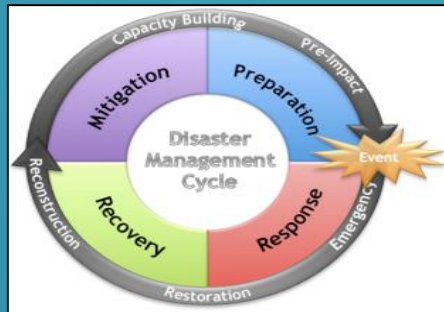 Capacity Building
Pre-Impact
Mitigation
Preparation
Disaster
Management
Cycle
Event
Reconstruction
Recovery
Response
Emergency
Restoration